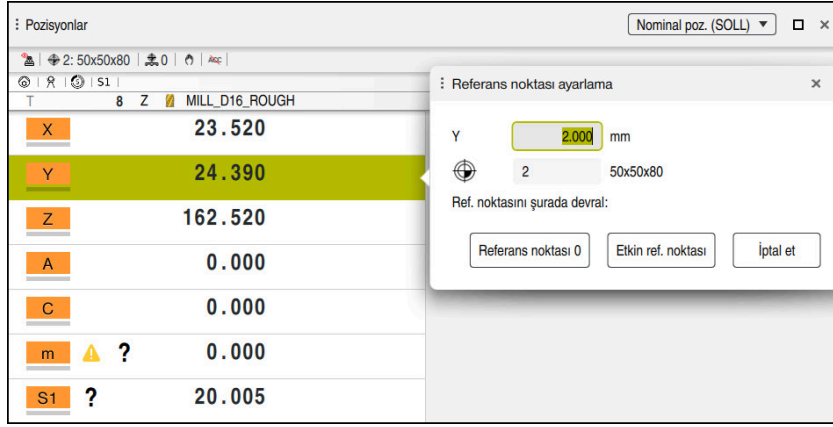 Pozisyonlar
Nominal poz. (SOLL)
2: 50x50x80 0
S1
T 8 Z MILL_D16_ROUGH
X 23.520
Y 24.390
Z 162.520
A 0.000
C 0.000
m ? 0.000
S1 ? 20.005
Referans noktası ayarlama
Y 2.000 mm
2 50x50x80
Ref. noktasını şurada devral:
Referans noktası 0 Etkin ref. noktası İptal et